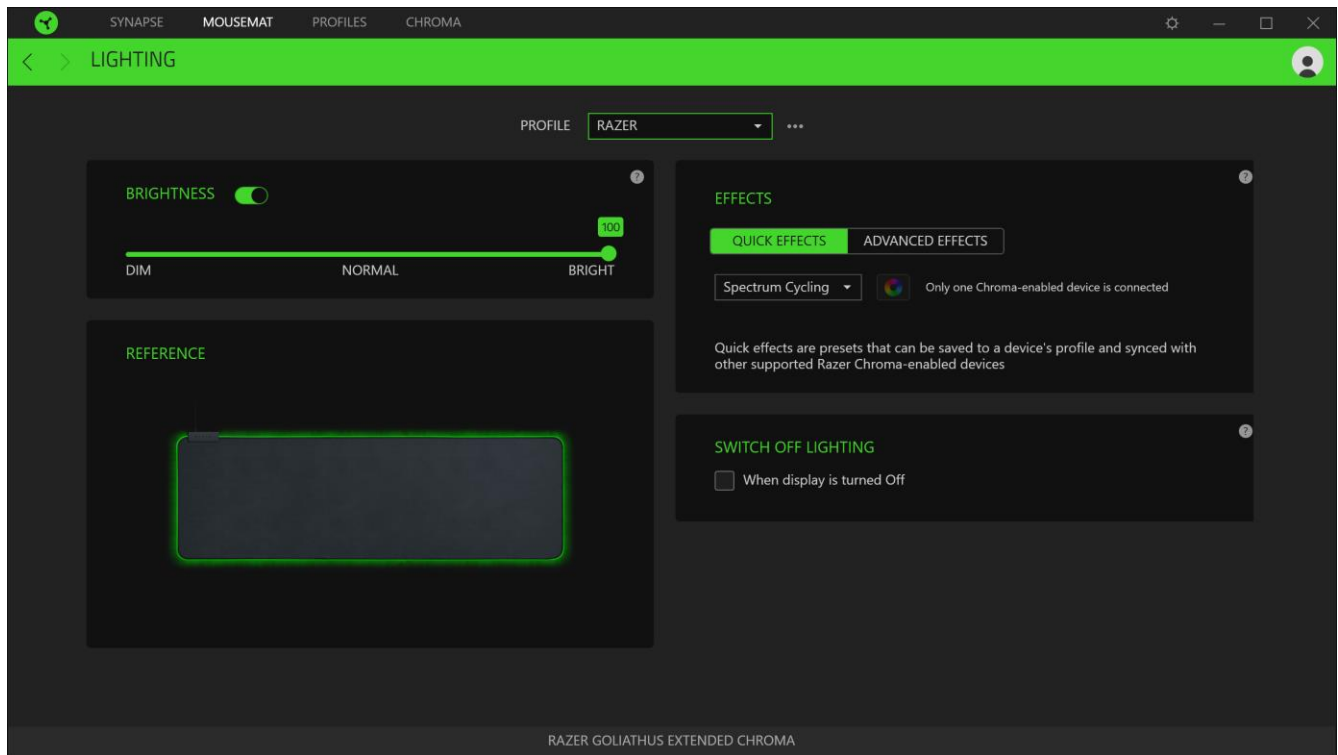 SYNAPSE MOUSEMAT PROFILES CHROMA
LIGHTING
PROFILE RAZER
BRIGHTNESS
100
DIM NORMAL BRIGHT
REFERENCE
EFFECTS
QUICK EFFECTS ADVANCED EFFECTS
Spectrum Cycling Only one Chroma-enabled device is connected
Quick effects are presets that can be saved to a device's profile and synced with
other supported Razer Chroma-enabled devices
SWITCH OFF LIGHTING
When display is turned Off
RAZER GOLIATHUS EXTENDED CHROMA